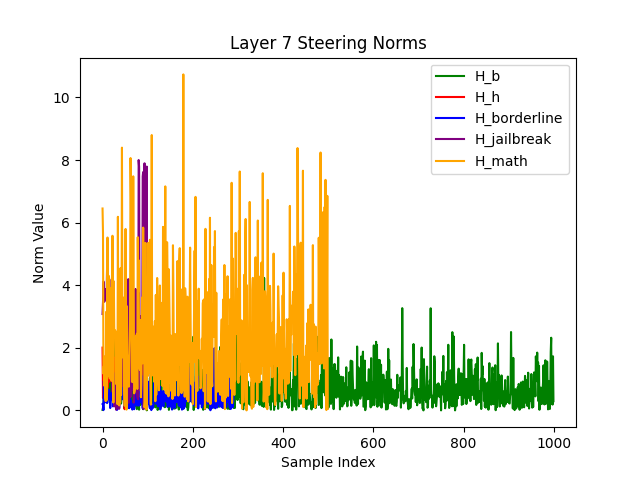 Layer 7 Steering Norms
H_b
H_h
H_borderline
H_jailbreak
H_math
Norm Value
10
8
6
4
2
0
0 200 400 600 800 1000
Sample Index